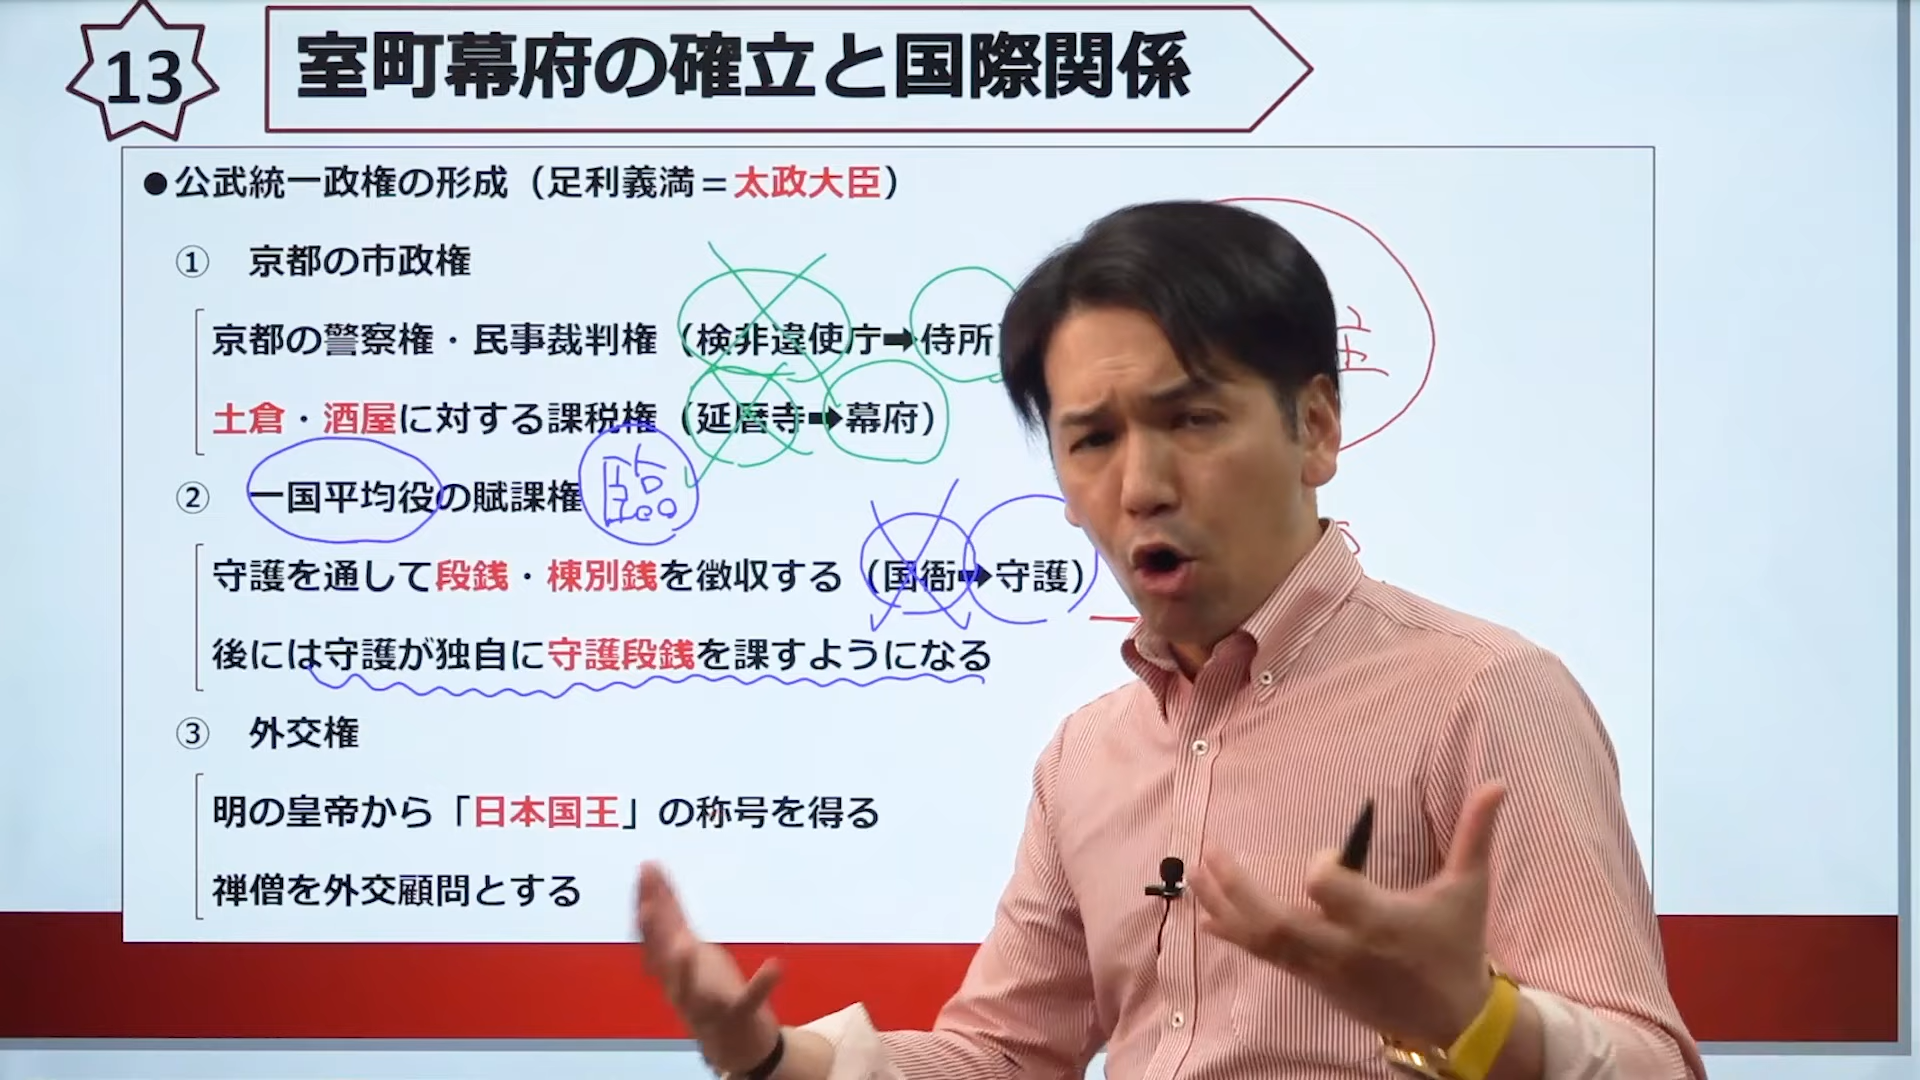 13
室町幕府の確立と国際関係
●公武統一政権の形成（足利義満＝太政大臣）
① 京都の市政権
京都の警察権・民事裁判権（検非違使庁➡侍所）
土倉・酒屋に対する課税権（延暦寺➡幕府）
② 一国平均役の賦課権 臨
守護を通して段銭・棟別銭を徴収する（国衙➡守護）
後には守護が独自に守護段銭を課すようになる
③ 外交権
明の皇帝から「日本国王」の称号を得る
禅僧を外交顧問とする